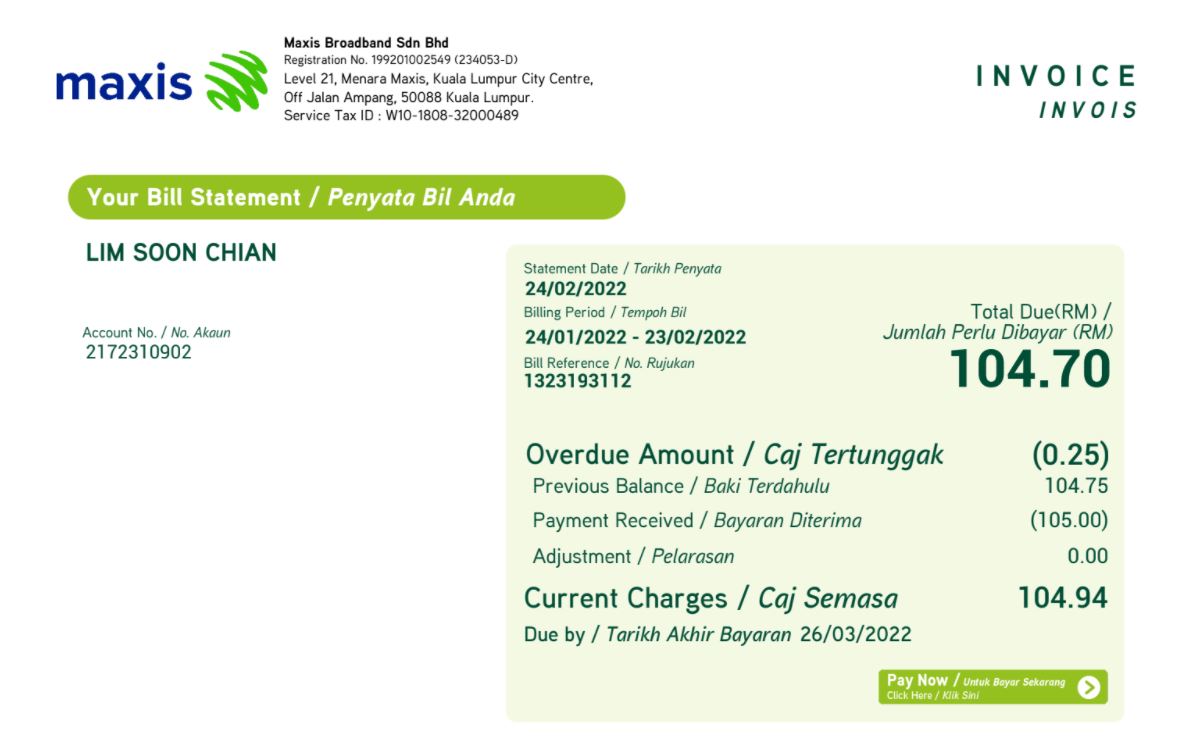 maxis
Maxis Broadband Sdn Bhd
Registration No. 199201002549 (234053-D)
Level 21, Menara Maxis, Kuala Lumpur City Centre,
Off Jalan Ampang, 50088 Kuala Lumpur.
Service Tax ID : W10-1808-32000489
INVOICE
INVOIS
Your Bill Statement / Penyata Bil Anda
LIM SOON CHIAN
Account No. / No. Akaun
2172310902
Statement Date / Tarikh Penyata
24/02/2022
Billing Period / Tempoh Bil
24/01/2022 - 23/02/2022
Bill Reference / No. Rujukan
1323193112
Total Due(RM) /
Jumlah Perlu Dibayar (RM)
104.70
Overdue Amount / Caj Tertunggak (0.25)
Previous Balance / Baki Terdahulu 104.75
Payment Received / Bayaran Diterima (105.00)
Adjustment / Pelarasan 0.00
Current Charges / Caj Semasa 104.94
Due by / Tarikh Akhir Bayaran 26/03/2022
Pay Now / Untuk Bayar Sekarang
Click Here / Klik Sini